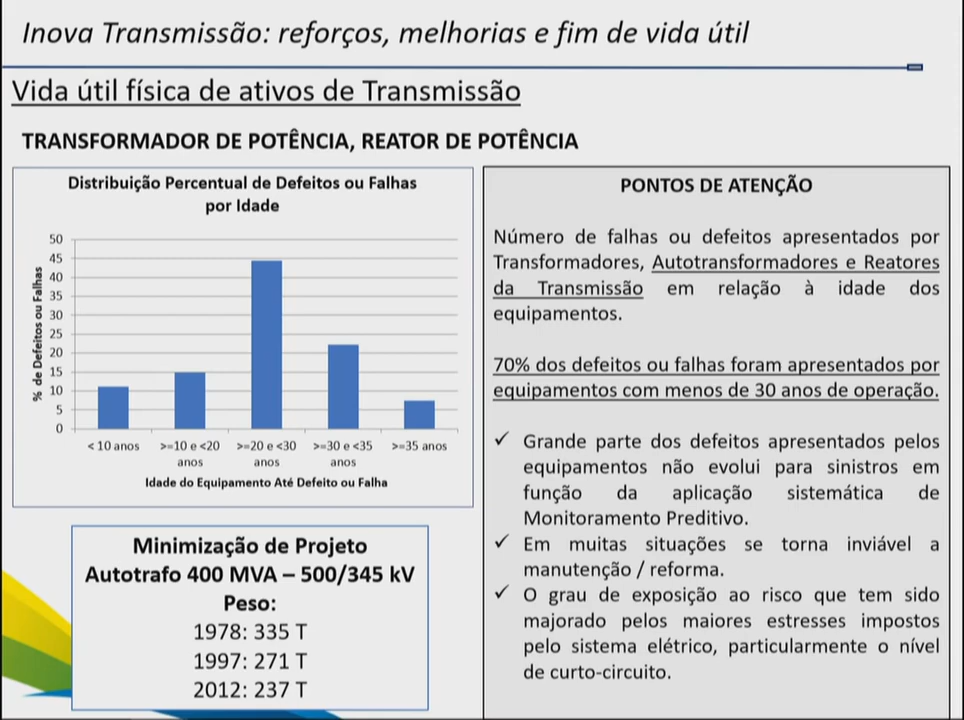 Inova Transmissão: reforços, melhorias e fim de vida útil
Vida útil física de ativos de Transmissão
TRANSFORMADOR DE POTÊNCIA, REATOR DE POTÊNCIA
Distribuição Percentual de Defeitos ou Falhas
por Idade
% de Defeitos ou Falhas
50
45
40
35
30
25
20
15
10
5
0
< 10 anos
>=10 e <20
anos
>=20 e <30
anos
>=30 e <35
anos
>=35 anos
Idade do Equipamento Até Defeito ou Falha
Minimização de Projeto
Autotrafo 400 MVA – 500/345 kV
Peso:
1978: 335 T
1997: 271 T
2012: 237 T
PONTOS DE ATENÇÃO
Número de falhas ou defeitos apresentados por
Transformadores, Autotransformadores e Reatores
da Transmissão em relação à idade dos
equipamentos.
70% dos defeitos ou falhas foram apresentados por
equipamentos com menos de 30 anos de operação.
✓ Grande parte dos defeitos apresentados pelos
equipamentos não evolui para sinistros em
função da aplicação sistemática de
Monitoramento Preditivo.
✓ Em muitas situações se torna inviável a
manutenção / reforma.
✓ O grau de exposição ao risco que tem sido
majorado pelos maiores estresses impostos
pelo sistema elétrico, particularmente o nível
de curto-circuito.